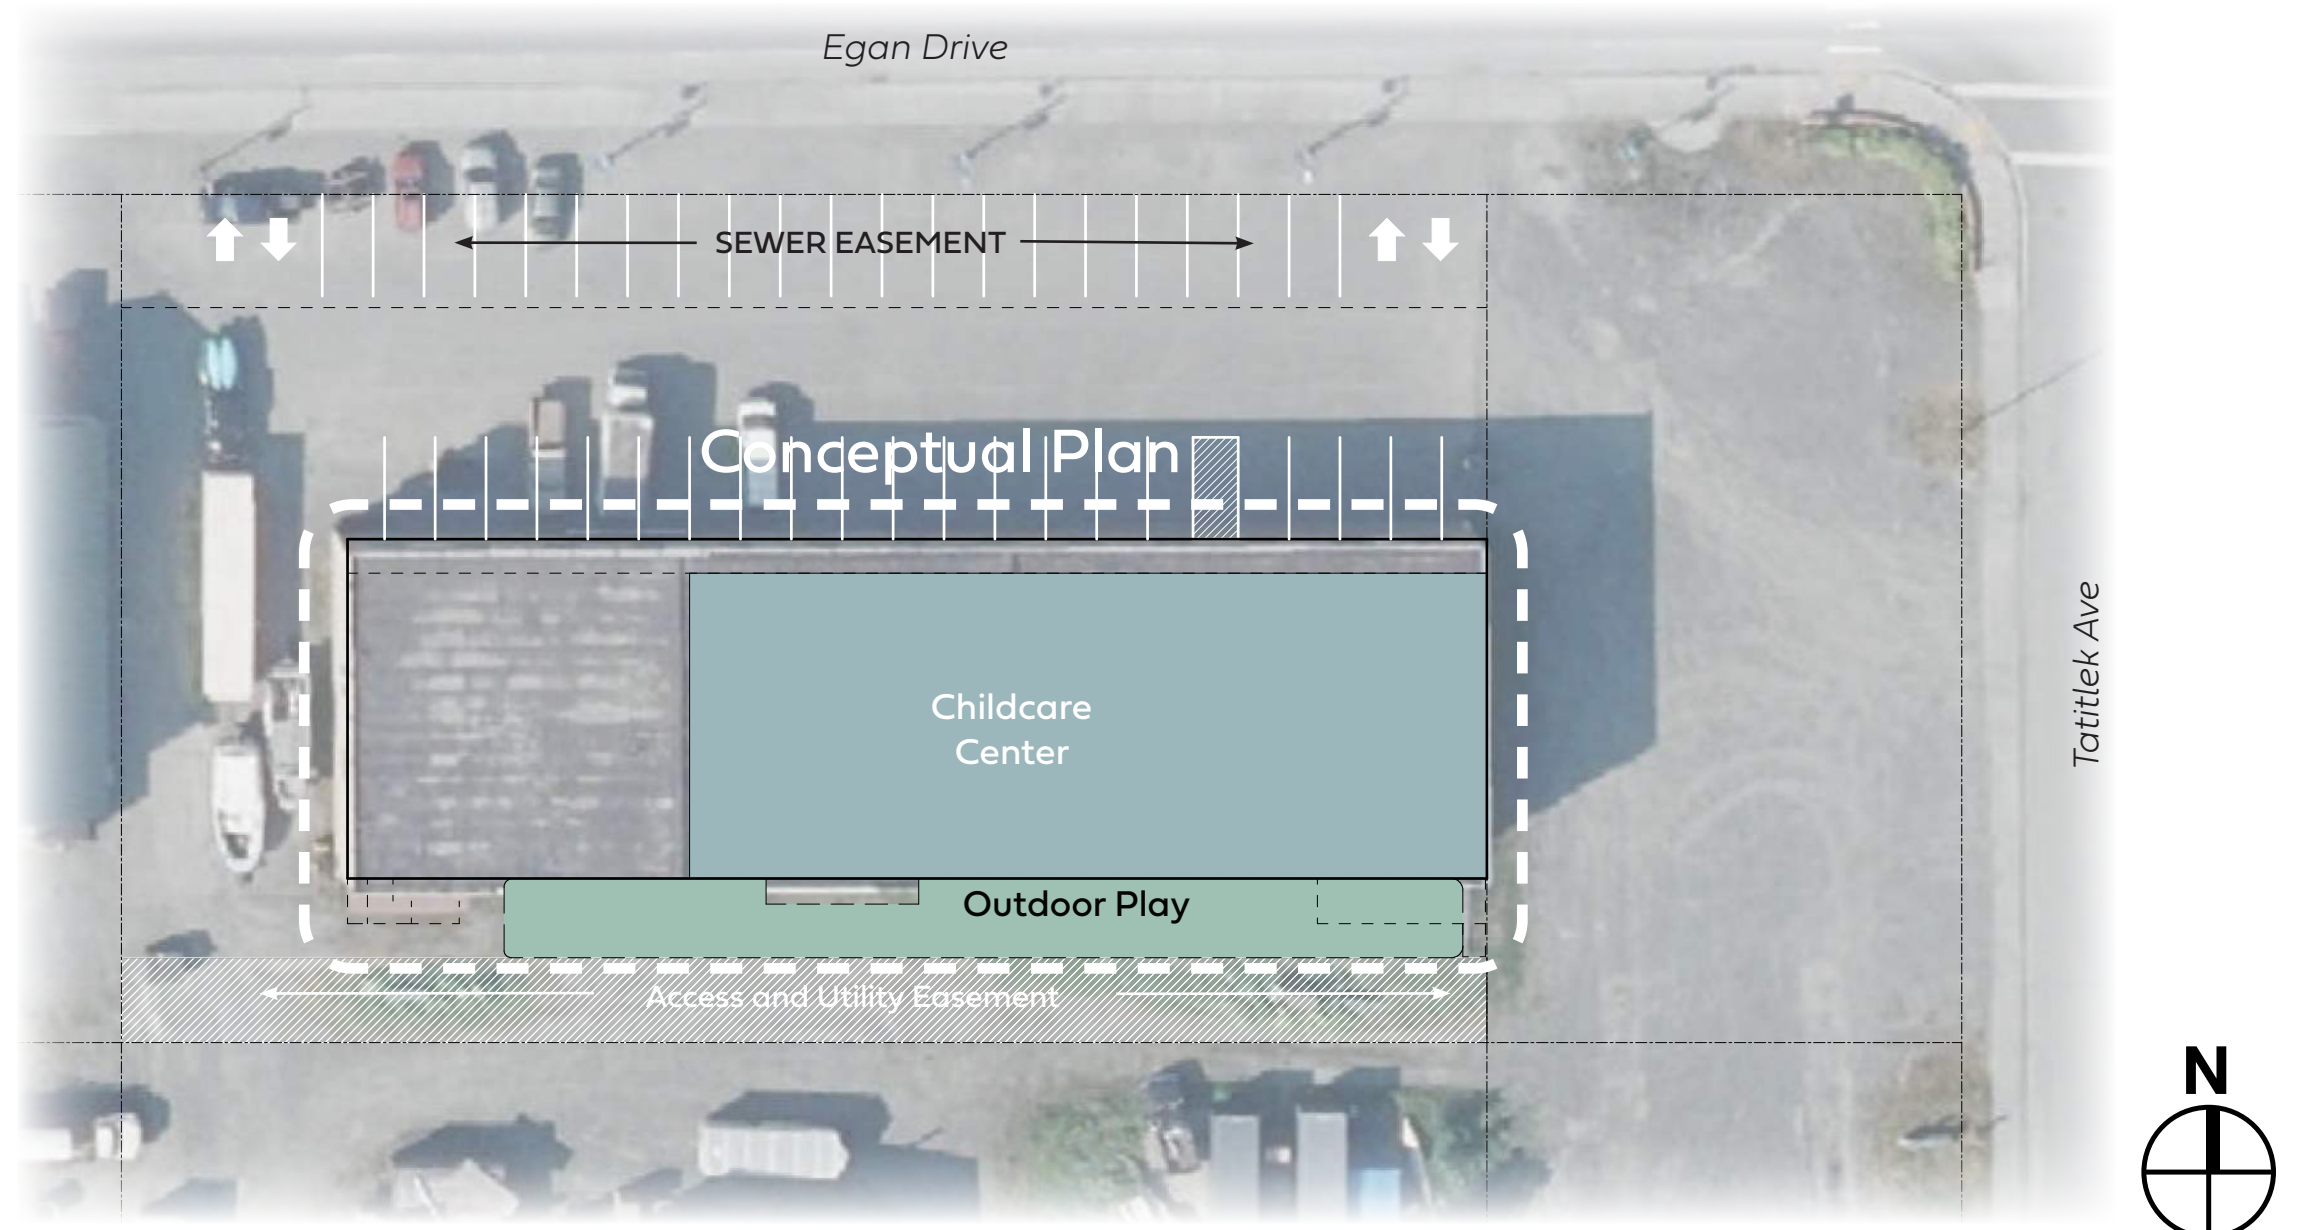 Egan Drive
SEWER EASEMENT
Conceptual Plan
Childcare
Center
Tatitlek Ave
Outdoor Play
Access and Utility Easement
N